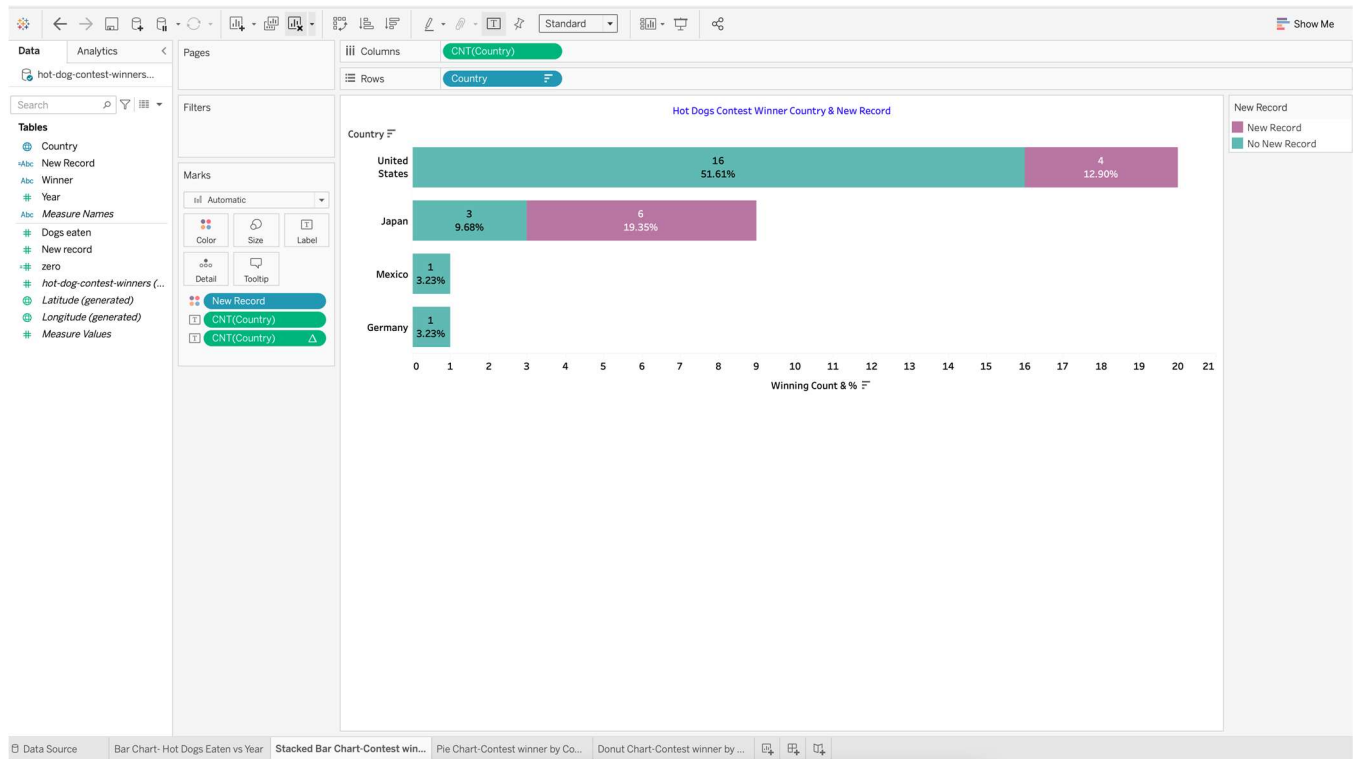 Standard
Show Me
Data
Analytics
Pages
Columns
CNT(Country)
hot-dog-contest-winners...
Rows
Country
Search
Filters
Tables
Country
Abc New Record
Abc Winner
# Year
Abc Measure Names
# Dogs eaten
# New record
# zero
# hot-dog-contest-winners (...
Latitude (generated)
Longitude (generated)
# Measure Values
Marks
Automatic
Color
Size
T
Label
Detail
Tooltip
New Record
T CNT(Country)
T CNT(Country) Δ
Hot Dogs Contest Winner Country & New Record
Country
United
States
16
51.61%
4
12.90%
Japan
3
9.68%
6
19.35%
Mexico
1
3.23%
Germany
1
3.23%
0 1 2 3 4 5 6 7 8 9 10 11 12 13 14 15 16 17 18 19 20 21
Winning Count & %
New Record
New Record
No New Record
Data Source
Bar Chart- Hot Dogs Eaten vs Year
Stacked Bar Chart-Contest win...
Pie Chart-Contest winner by Co...
Donut Chart-Contest winner by ...